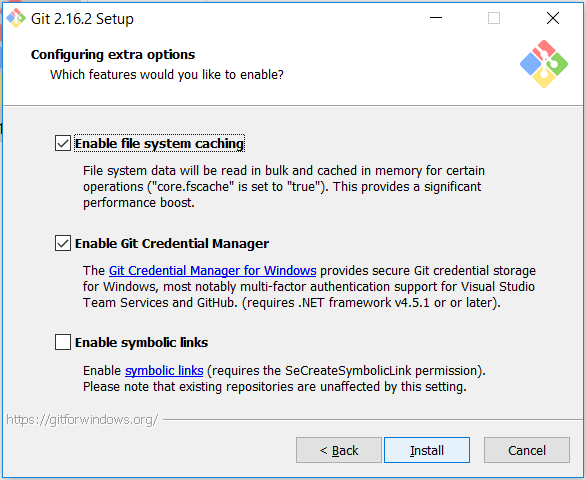 Git 2.16.2 Setup
Configuring extra options
Which features would you like to enable?
Enable file system caching
File system data will be read in bulk and cached in memory for certain
operations ("core.fscache" is set to "true"). This provides a significant
performance boost.
Enable Git Credential Manager
The Git Credential Manager for Windows provides secure Git credential storage
for Windows, most notably multi-factor authentication support for Visual Studio
Team Services and GitHub. (requires .NET framework v4.5.1 or or later).
Enable symbolic links
Enable symbolic links (requires the SeCreateSymbolicLink permission).
Please note that existing repositories are unaffected by this setting.
https://gitforwindows.org/
< Back
Install
Cancel